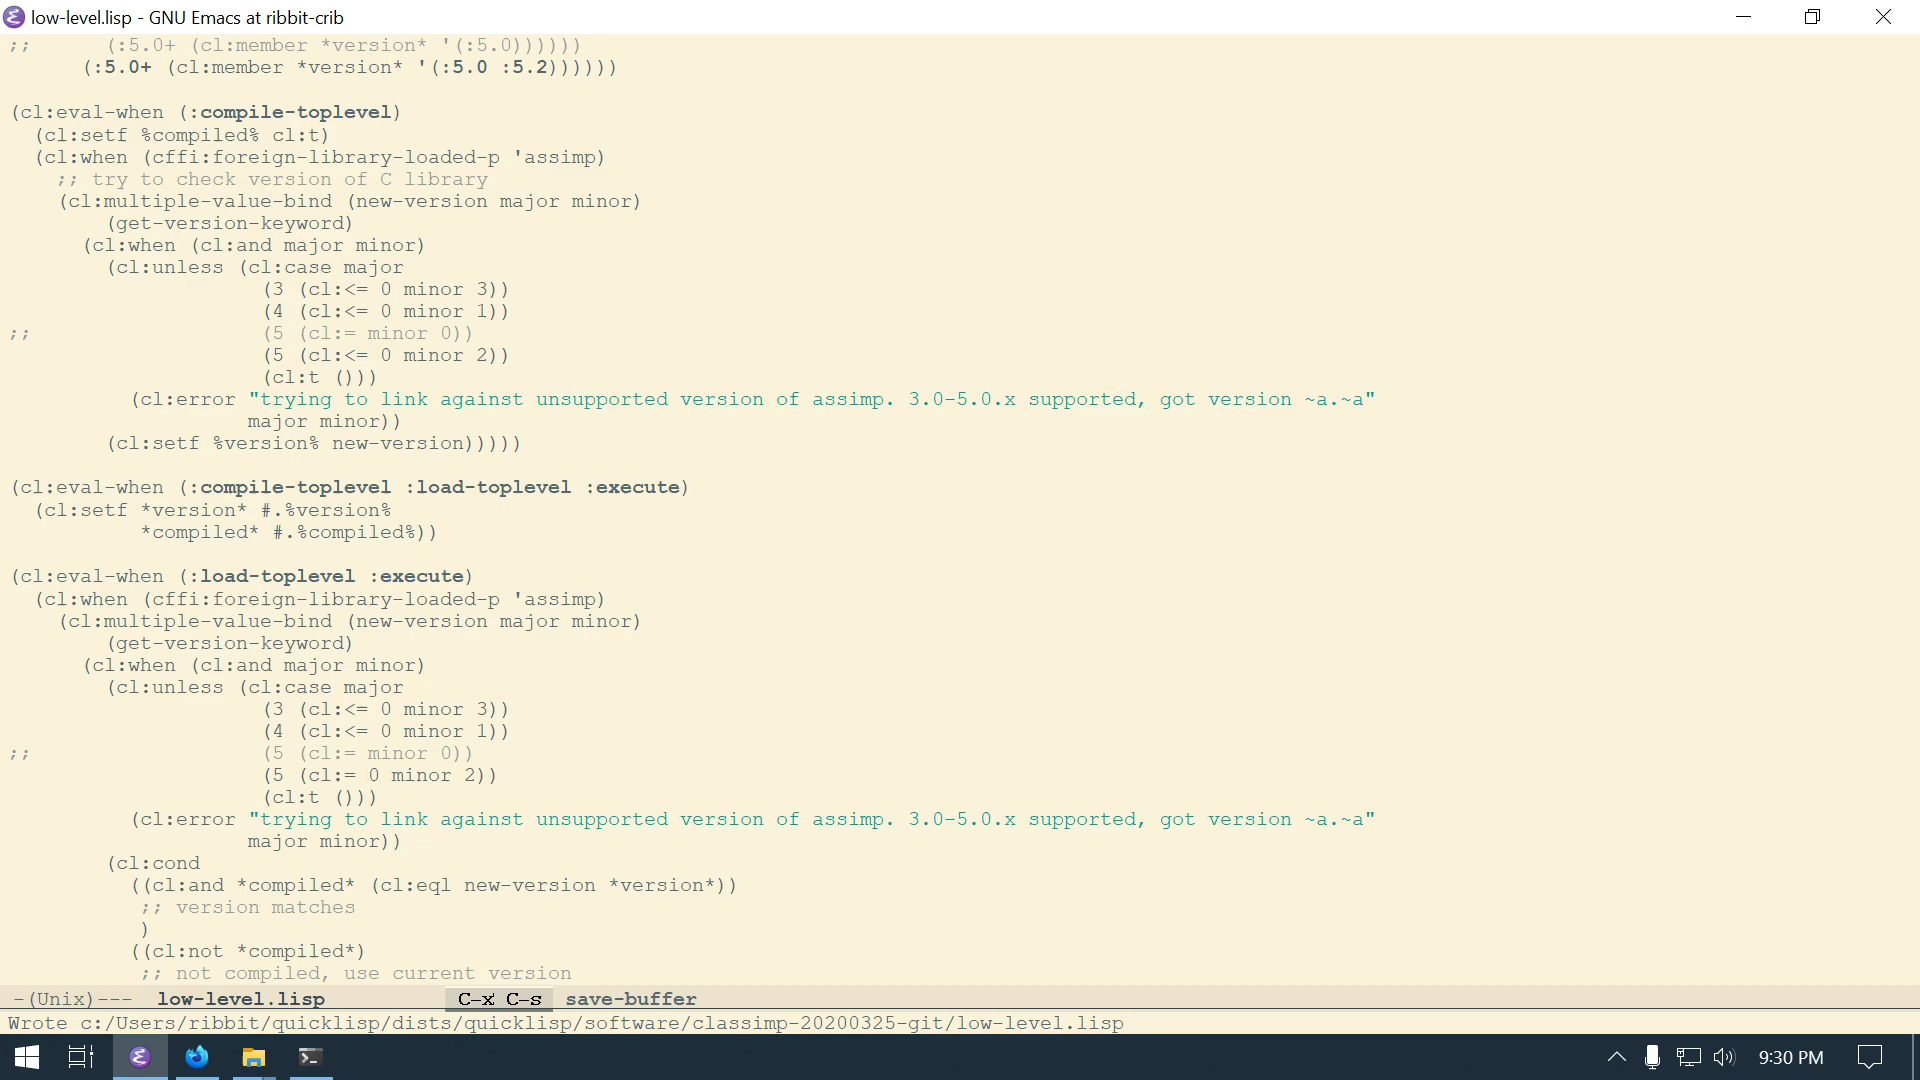 low-level.lisp - GNU Emacs at ribbit-crib
;;      (:5.0+ (cl:member *version* '(:5.0))))))
      (:5.0+ (cl:member *version* '(:5.0 :5.2))))))
(cl:eval-when (:compile-toplevel)
  (cl:setf %compiled% cl:t)
  (cl:when (cffi:foreign-library-loaded-p 'assimp)
    ;; try to check version of C library
    (cl:multiple-value-bind (new-version major minor)
        (get-version-keyword)
      (cl:when (cl:and major minor)
        (cl:unless (cl:case major
                     (3 (cl:<= 0 minor 3))
                     (4 (cl:<= 0 minor 1))
;;                   (5 (cl:= minor 0))
                     (5 (cl:<= 0 minor 2))
                     (cl:t ()))
          (cl:error "trying to link against unsupported version of assimp. 3.0-5.0.x supported, got version ~a.~a"
                    major minor))
        (cl:setf %version% new-version)))))
(cl:eval-when (:compile-toplevel :load-toplevel :execute)
  (cl:setf *version* #.%version%
           *compiled* #.%compiled%))
(cl:eval-when (:load-toplevel :execute)
  (cl:when (cffi:foreign-library-loaded-p 'assimp)
    (cl:multiple-value-bind (new-version major minor)
        (get-version-keyword)
      (cl:when (cl:and major minor)
        (cl:unless (cl:case major
                     (3 (cl:<= 0 minor 3))
                     (4 (cl:<= 0 minor 1))
;;                   (5 (cl:= minor 0))
                     (5 (cl:= 0 minor 2))
                     (cl:t ()))
          (cl:error "trying to link against unsupported version of assimp. 3.0-5.0.x supported, got version ~a.~a"
                    major minor))
        (cl:cond
          ((cl:and *compiled* (cl:eql new-version *version*))
           ;; version matches
           )
          ((cl:not *compiled*)
           ;; not compiled, use current version
-(Unix)--- low-level.lisp C-x C-s save-buffer
Wrote c:/Users/ribbit/quicklisp/dists/quicklisp/software/classimp-20200325-git/low-level.lisp
9:30 PM